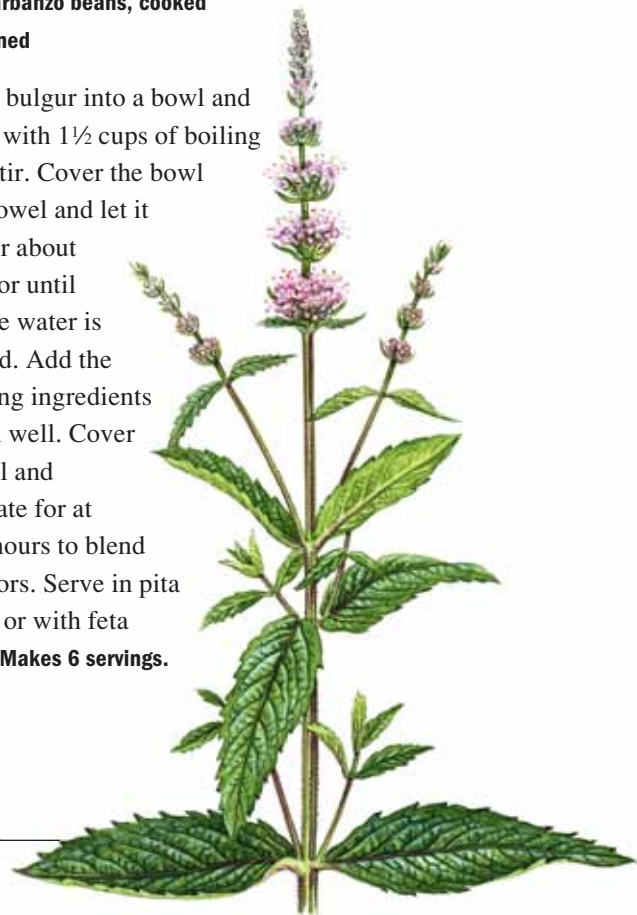 rbanzo beans, cooked
ned
bulgur into a bowl and
with 1½ cups of boiling
tir. Cover the bowl
owel and let it
r about
or until
e water is
d. Add the
ng ingredients
well. Cover
l and
ate for at
hours to blend
ors. Serve in pita
or with feta
Makes 6 servings.